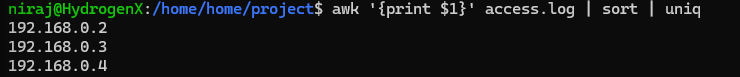 niraj@HydrogenX:/home/home/project$ awk '{print $1}' access.log | sort | uniq
192.168.0.2
192.168.0.3
192.168.0.4